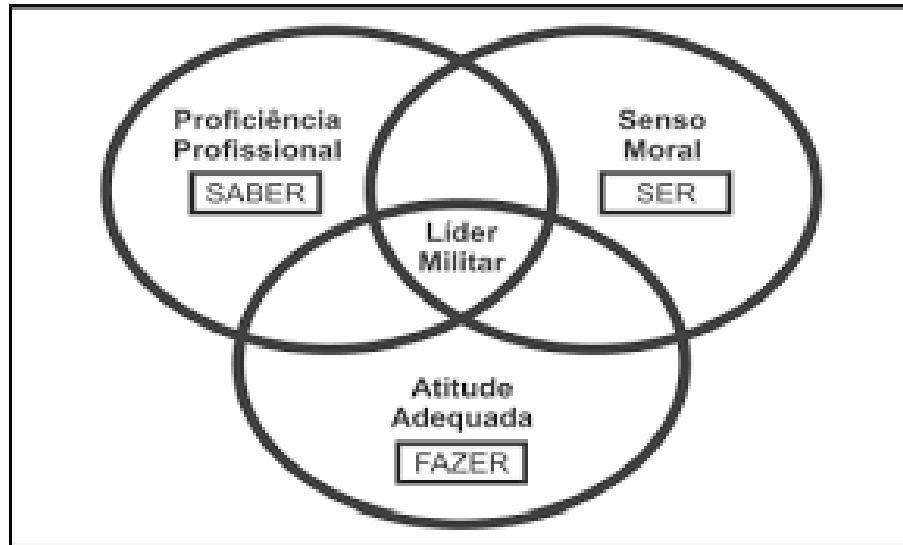 Proficiência
Profissional
SABER
Senso
Moral
SER
Líder
Militar
Atitude
Adequada
FAZER